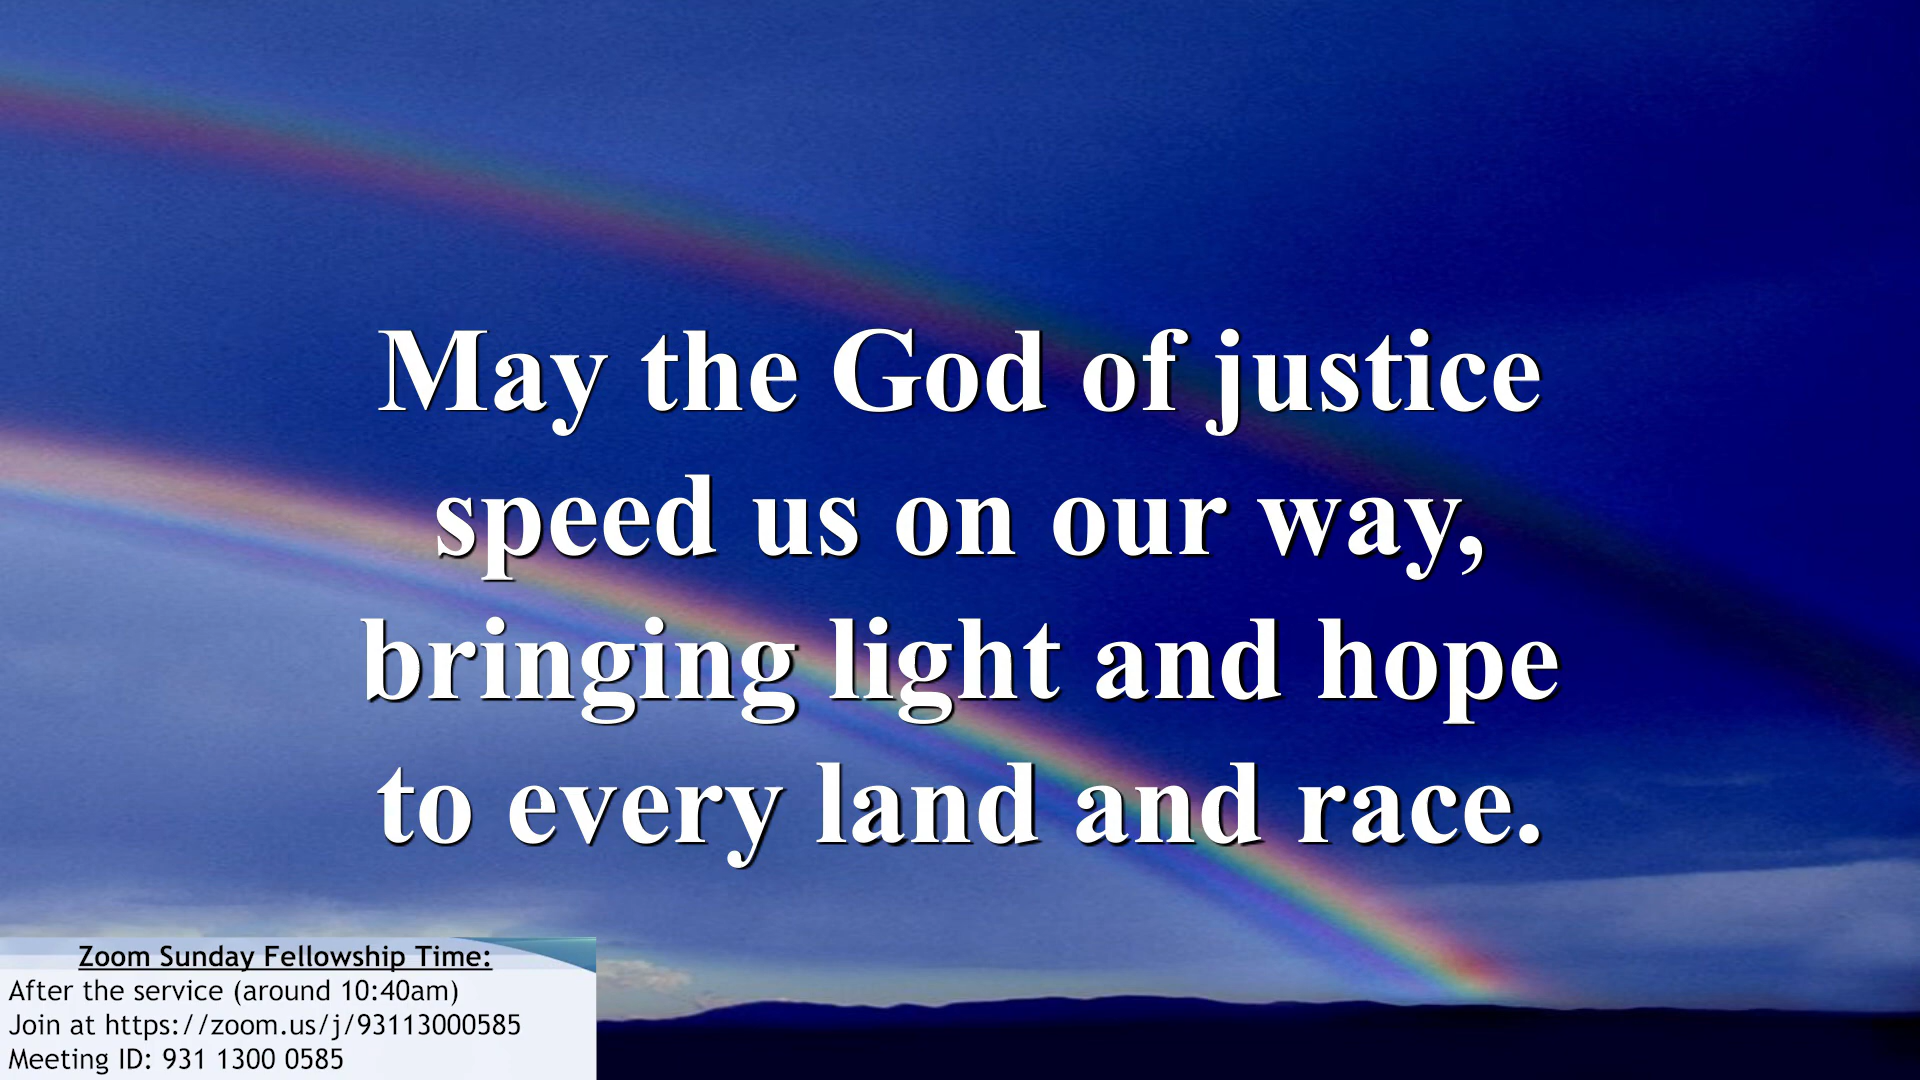 May the God of justice
speed us on our way,
bringing light and hope
to every land and race.
Zoom Sunday Fellowship Time:
After the service (around 10:40am)
Join at https://zoom.us/j/93113000585
Meeting ID: 931 1300 0585